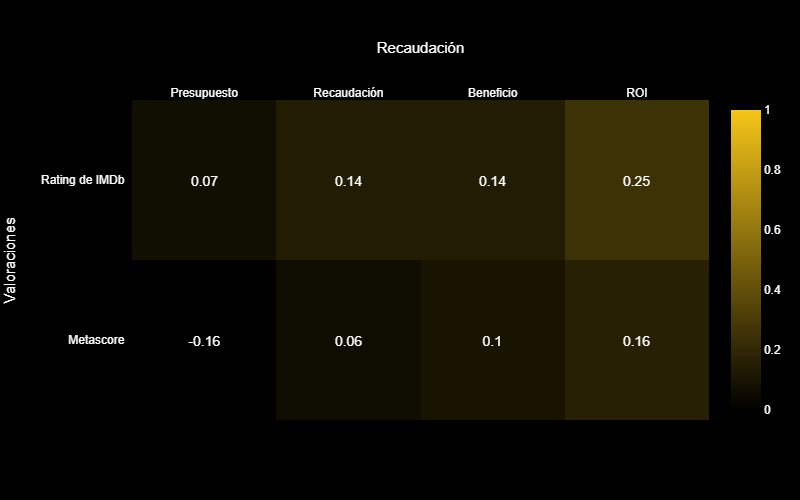 Recaudación
Presupuesto Recaudación Beneficio ROI
Rating de IMDb 0.07 0.14 0.14 0.25
Metascore -0.16 0.06 0.1 0.16
Valoraciones
1
0.8
0.6
0.4
0.2
0